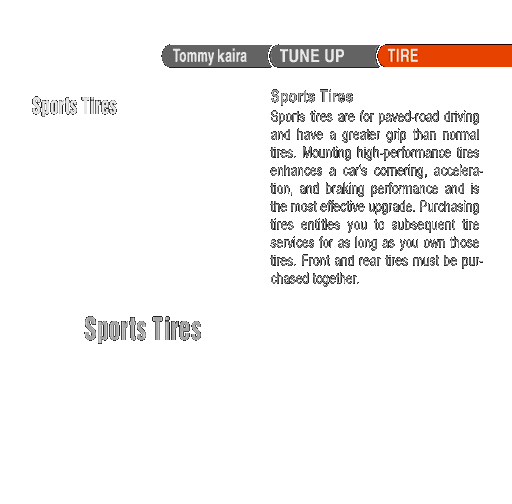 Tommy kaira TUNE UP TIRE
Sports Tires
Sports Tires
Sports tires are for paved-road driving
and have a greater grip than normal
tires. Mounting high-performance tires
enhances a car's cornering, accelera-
tion, and braking performance and is
the most effective upgrade. Purchasing
tires entitles you to subsequent tire
services for as long as you own those
tires. Front and rear tires must be pur-
chased together.
Sports Tires